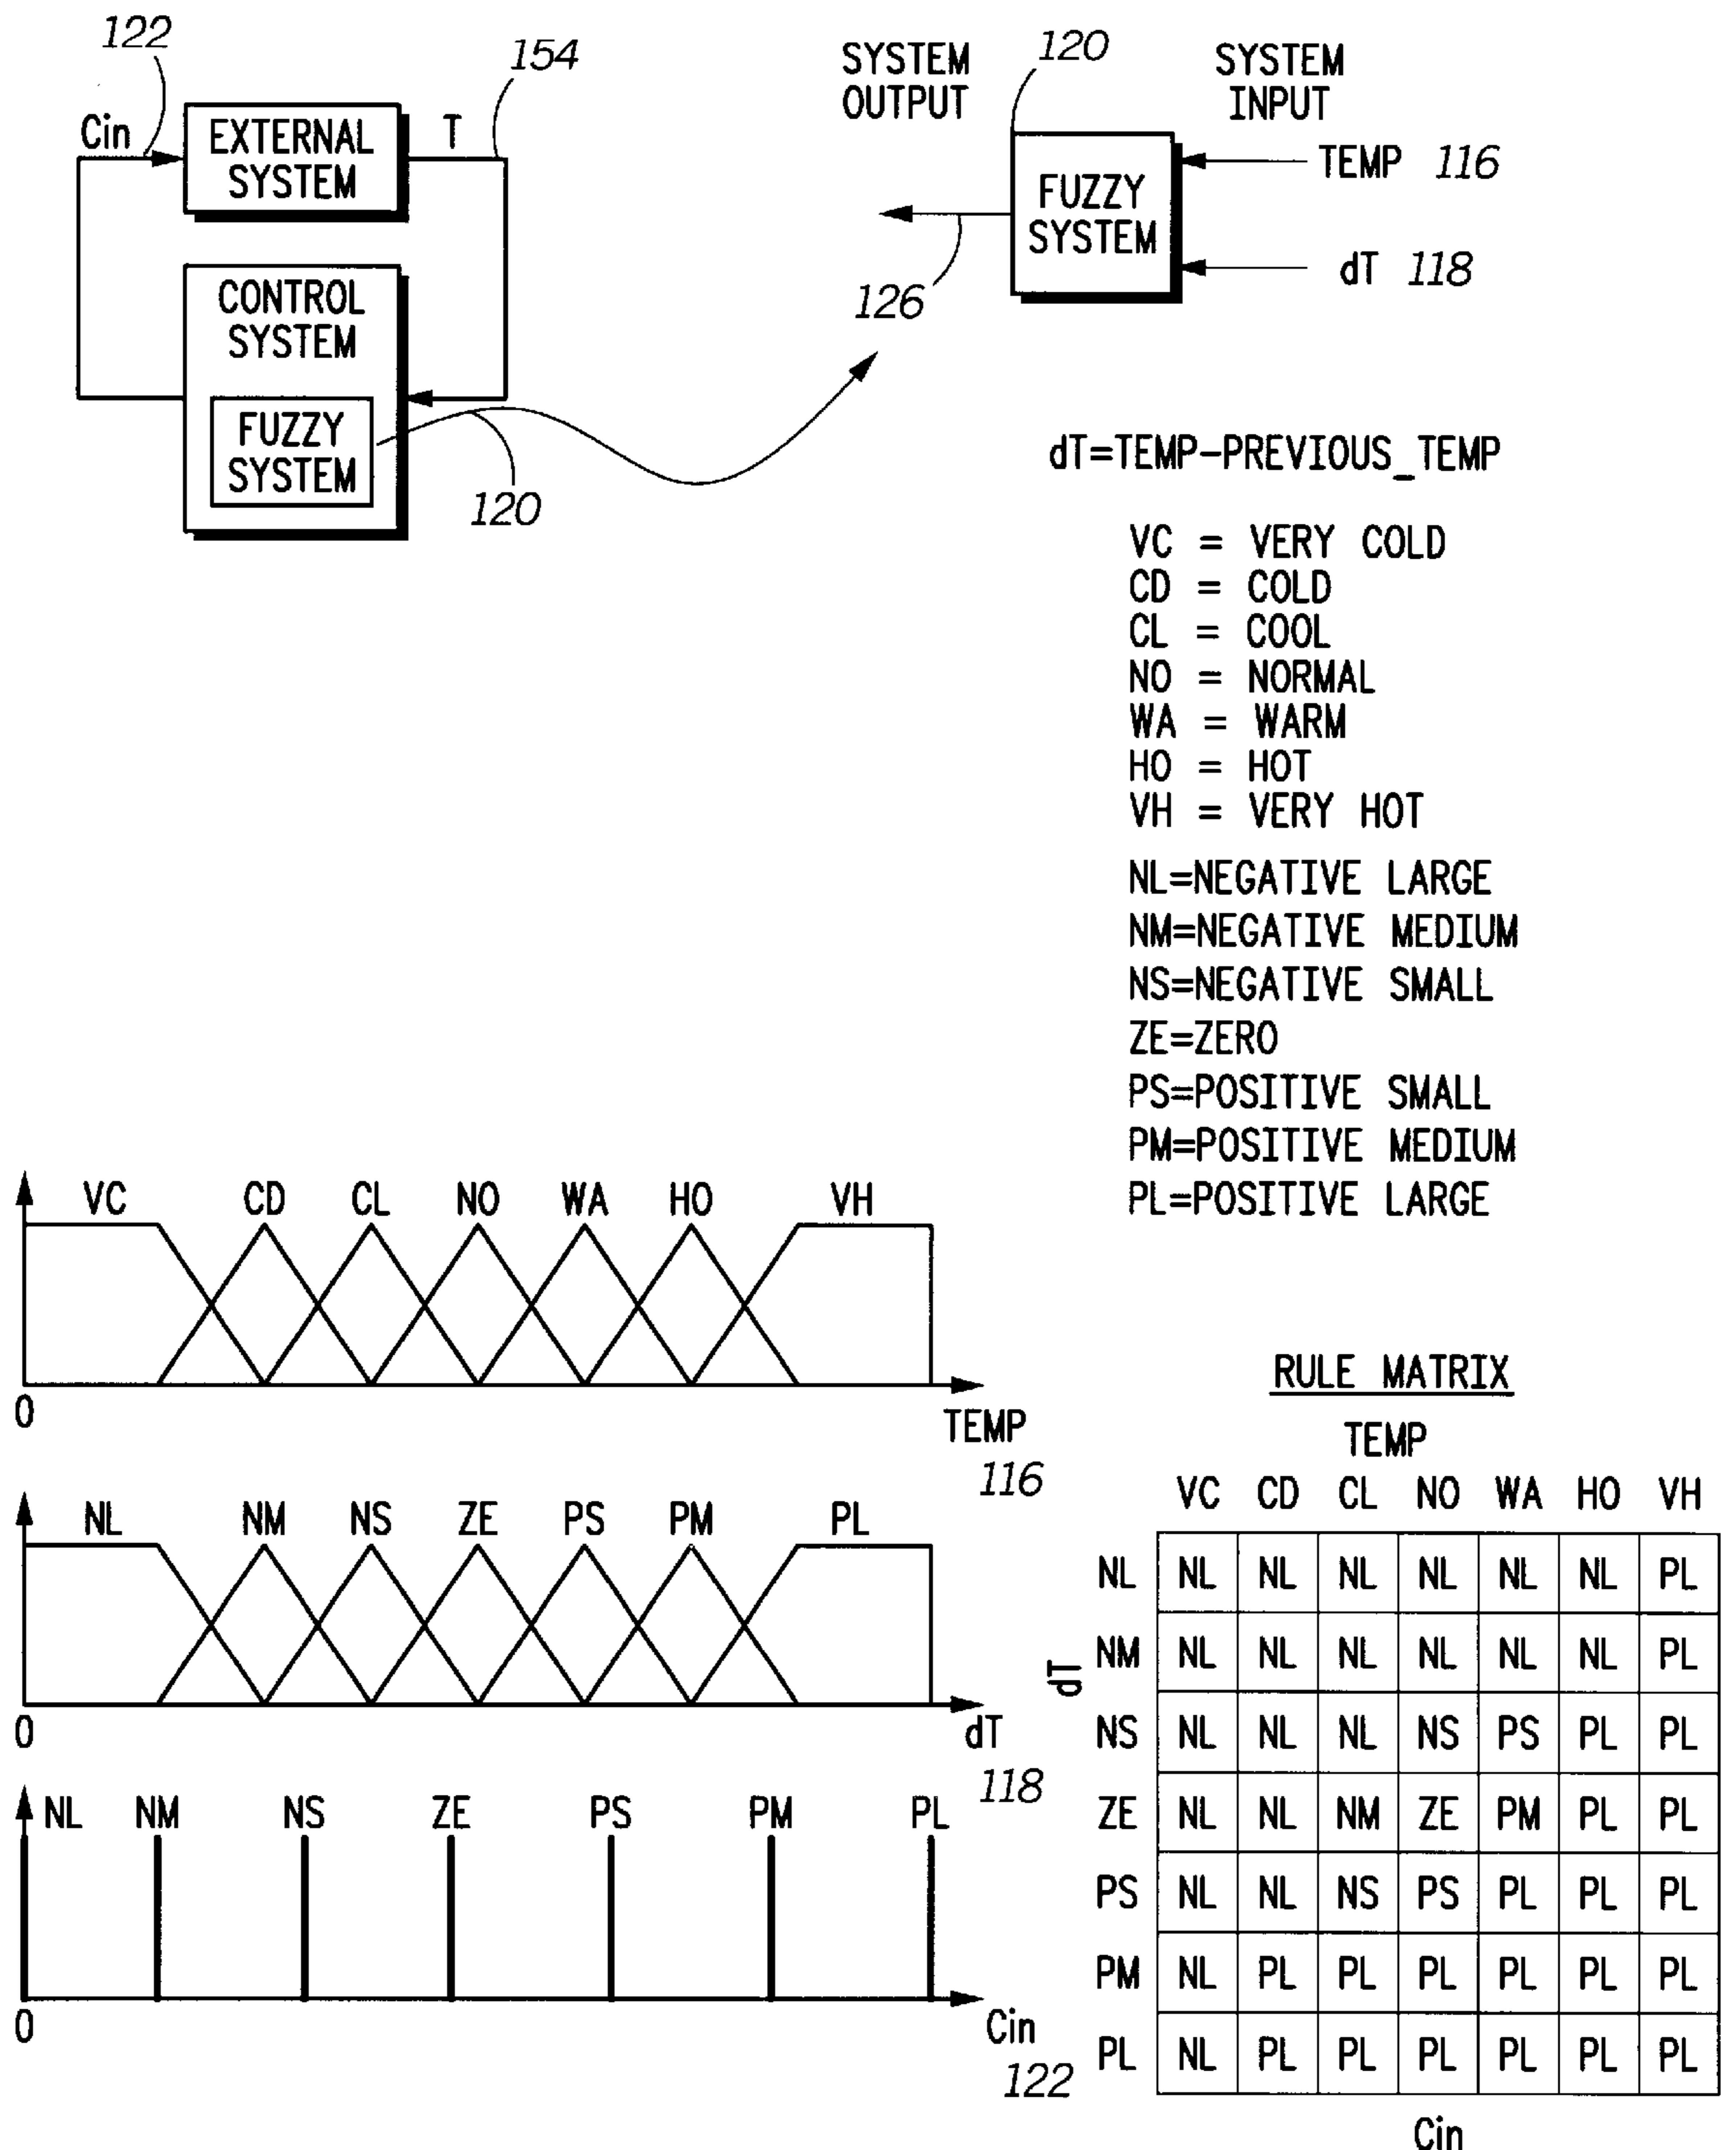 122
154
Cin
T
EXTERNAL
SYSTEM
CONTROL
SYSTEM
FUZZY
SYSTEM
120
SYSTEM
OUTPUT
120
SYSTEM
INPUT
FUZZY
SYSTEM
TEMP 116
dT 118
126
dT=TEMP-PREVIOUS_TEMP
VC = VERY COLD
CD = COLD
CL = COOL
NO = NORMAL
WA = WARM
HO = HOT
VH = VERY HOT
NL=NEGATIVE LARGE
NM=NEGATIVE MEDIUM
NS=NEGATIVE SMALL
ZE=ZERO
PS=POSITIVE SMALL
PM=POSITIVE MEDIUM
PL=POSITIVE LARGE
VC CD CL NO WA HO VH
0
TEMP
116
NL NM NS ZE PS PM PL
0
dT
118
NL NM NS ZE PS PM PL
0
Cin
122
RULE MATRIX
TEMP
VC CD CL NO WA HO VH
dT
NL NL NL NL NL NL NL PL
NM NL NL NL NL NL NL PL
NS NL NL NL NS PS PL PL
ZE NL NL NM ZE PM PL PL
PS NL NL NS PS PL PL PL
PM NL PL PL PL PL PL PL
PL NL PL PL PL PL PL PL
Cin